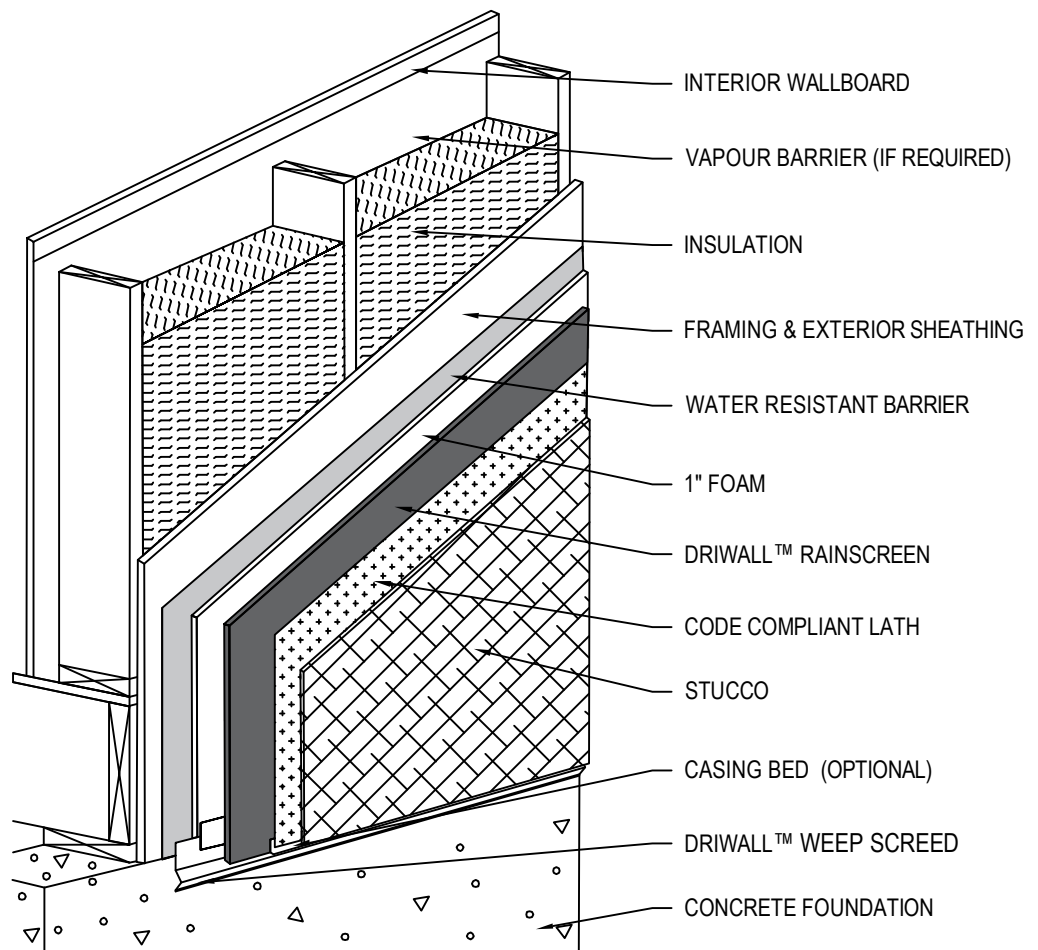 INTERIOR WALLBOARD
VAPOUR BARRIER (IF REQUIRED)
INSULATION
FRAMING & EXTERIOR SHEATHING
WATER RESISTANT BARRIER
1" FOAM
DRIWALL™ RAINSCREEN
CODE COMPLIANT LATH
STUCCO
CASING BED (OPTIONAL)
DRIWALL™ WEEP SCREED
CONCRETE FOUNDATION